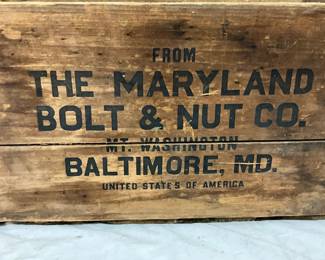 FROM
THE MARYLAND
BOLT & NUT CO.
MT. WASHINGTON
BALTIMORE, MD.
UNITED STATES OF AMERICA